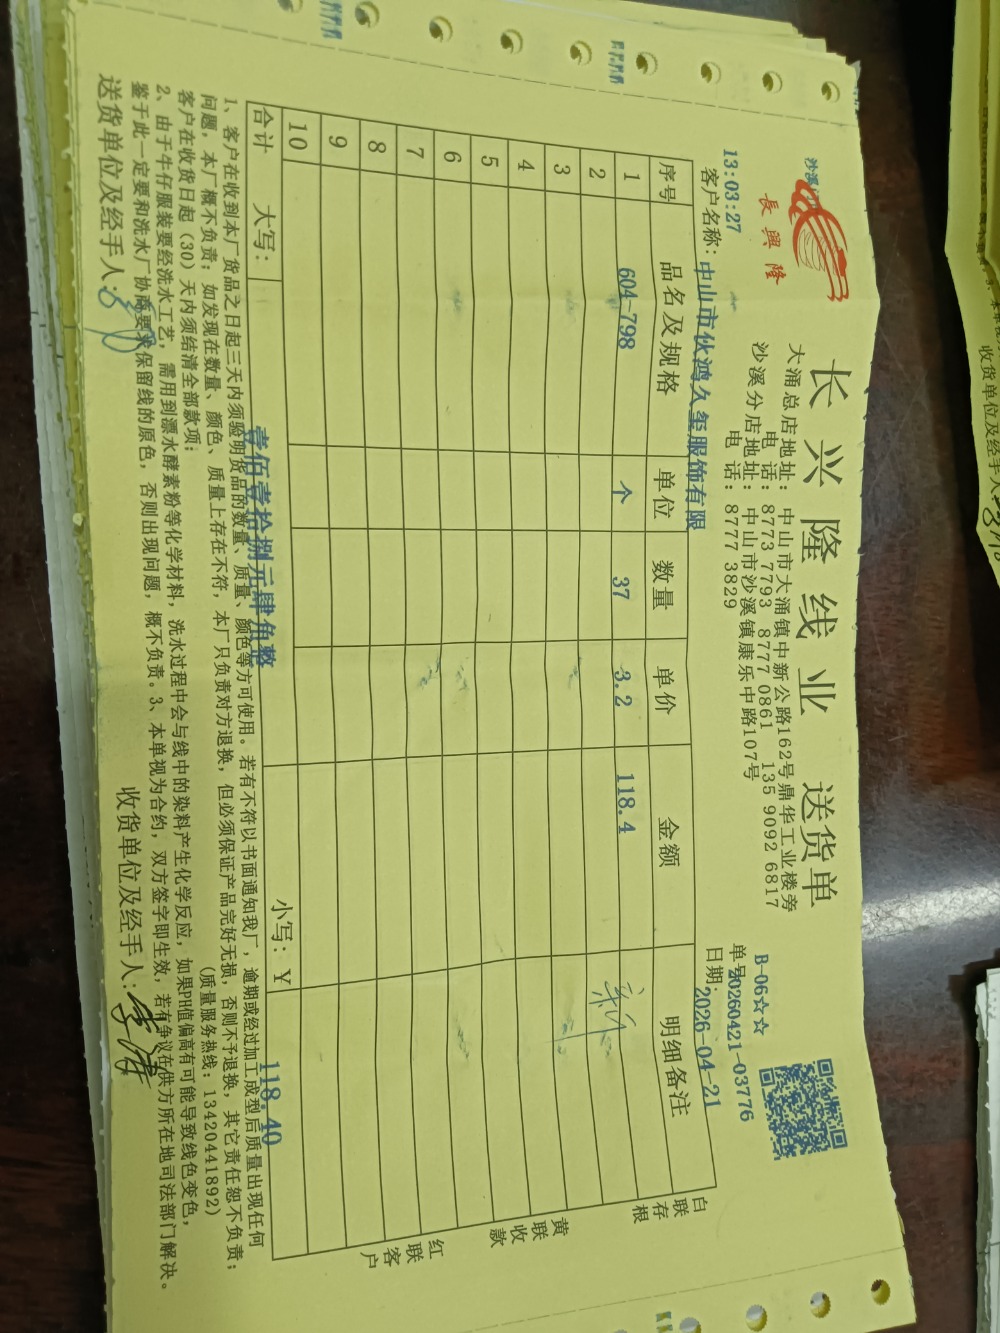 長興隆
长兴隆线业 送货单
大涌总店地址: 中山市大涌镇中新公路162号鼎华工业楼旁
电 话: 8773 7793 8777 0861 135 9092 6817
沙溪分店地址: 中山市沙溪镇康乐中路107号
电 话: 8777 3829
B-06☆☆
单号 20260421-03776
13:03:27
客户名称: 中山市伙鸿久玺服饰有限
日期: 2026-04-21
序号 品名及规格 单位 数量 单价 金额 明细备注
1 604-798 个 37 3.2 118.4
2
3
4
5
6
7
8
9
10
合计 大写: 壹佰壹拾捌元肆角整 小写: ¥ 118.40
白联存根
黄联收款
红联客户
1、客户在收到本厂货品之日起三天内须验明货品的数量、质量、颜色等方可使用。若有不符以书面通知我厂，逾期或经过加工成型后质量出现任何
问题，本厂概不负责；如发现在数量、颜色、质量上存在不符，本厂只负责对方退换，但必须保证产品完好无损，否则不予退换，其它责任恕不负责；
客户在收货日起 (30) 天内须结清全部款项; (质量服务热线: 13420441892)
2、由于牛仔服装要经洗水工艺，需用到漂水酵素粉等化学材料，洗水过程中会与线中的染料产生化学反应，如果PH值偏高有可能导致线色变色，
鉴于此一定要和洗水厂协商要求保留线的原色，否则出现问题，概不负责。3、本单视为合约，双方签字即生效，若有争议在供方所在地司法部门解决。
送货单位及经手人: 收货单位及经手人:
收货单位及经手人